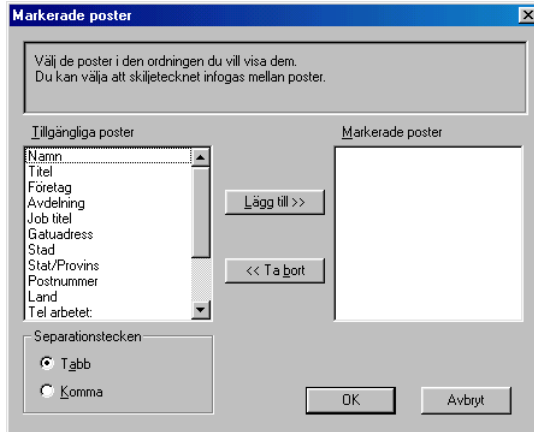 Markerade poster
Välj de poster i den ordningen du vill visa dem.
Du kan välja att skiljetecknet infogas mellan poster.
Tillgängliga poster
Markerade poster
Namn
Titel
Företag
Avdelning
Job titel
Gatuadress
Stad
Stat/Provins
Postnummer
Land
Tel arbetet:
Lägg till >>
<< Ta bort
Separationstecken
Tabb
Komma
OK
Avbryt